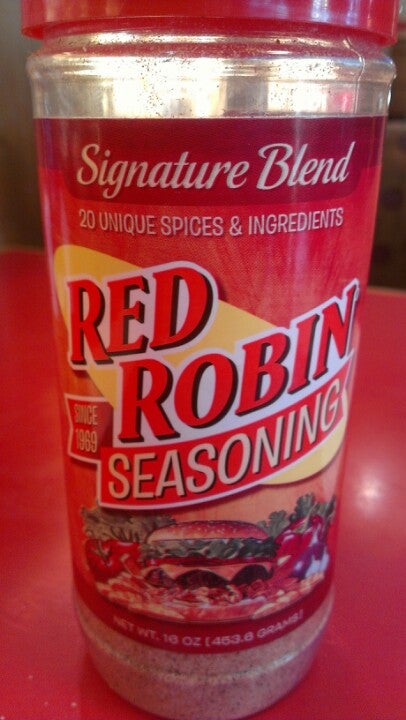 Signature Blend
20 UNIQUE SPICES & INGREDIENTS
RED
ROBIN
SINCE
1969
SEASONING
NET WT. 16 OZ (453.6 GRAMS)